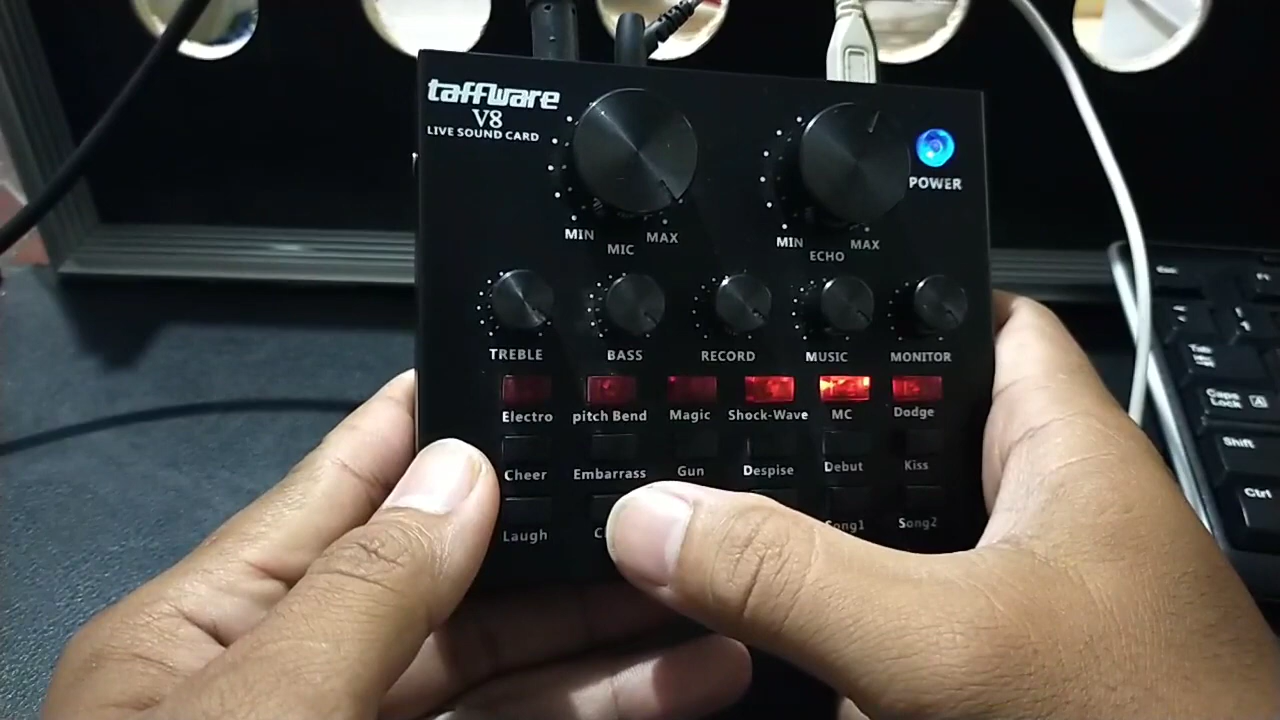 taffware
V8
LIVE SOUND CARD
POWER
MIN MAX
MIC
MIN MAX
ECHO
TREBLE BASS RECORD MUSIC MONITOR
Electro pitch Bend Magic Shock-Wave MC Dodge
Cheer Embarrass Gun Despise Debut Kiss
Laugh Song1 Song2
Esc
Tab
Caps Lock A
Shift
Ctrl